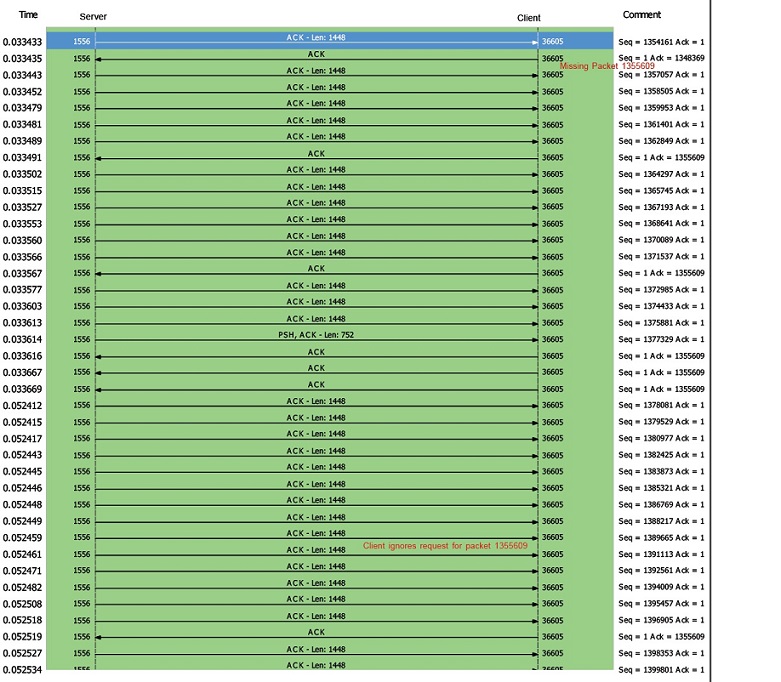 Time Server Client Comment
0.033433 1556 ACK - Len: 1448 36605 Seq = 1354161 Ack = 1
0.033435 1556 ACK 36605 Seq = 1 Ack = 1348369
Missing Packet 1355609
0.033443 1556 ACK - Len: 1448 36605 Seq = 1357057 Ack = 1
0.033452 1556 ACK - Len: 1448 36605 Seq = 1358505 Ack = 1
0.033479 1556 ACK - Len: 1448 36605 Seq = 1359953 Ack = 1
0.033481 1556 ACK - Len: 1448 36605 Seq = 1361401 Ack = 1
0.033489 1556 ACK - Len: 1448 36605 Seq = 1362849 Ack = 1
0.033491 1556 ACK 36605 Seq = 1 Ack = 1355609
0.033502 1556 ACK - Len: 1448 36605 Seq = 1364297 Ack = 1
0.033515 1556 ACK - Len: 1448 36605 Seq = 1365745 Ack = 1
0.033527 1556 ACK - Len: 1448 36605 Seq = 1367193 Ack = 1
0.033553 1556 ACK - Len: 1448 36605 Seq = 1368641 Ack = 1
0.033560 1556 ACK - Len: 1448 36605 Seq = 1370089 Ack = 1
0.033566 1556 ACK - Len: 1448 36605 Seq = 1371537 Ack = 1
0.033567 1556 ACK 36605 Seq = 1 Ack = 1355609
0.033577 1556 ACK - Len: 1448 36605 Seq = 1372985 Ack = 1
0.033603 1556 ACK - Len: 1448 36605 Seq = 1374433 Ack = 1
0.033613 1556 ACK - Len: 1448 36605 Seq = 1375881 Ack = 1
0.033614 1556 PSH, ACK - Len: 752 36605 Seq = 1377329 Ack = 1
0.033616 1556 ACK 36605 Seq = 1 Ack = 1355609
0.033667 1556 ACK 36605 Seq = 1 Ack = 1355609
0.033669 1556 ACK 36605 Seq = 1 Ack = 1355609
0.052412 1556 ACK - Len: 1448 36605 Seq = 1378081 Ack = 1
0.052415 1556 ACK - Len: 1448 36605 Seq = 1379529 Ack = 1
0.052417 1556 ACK - Len: 1448 36605 Seq = 1380977 Ack = 1
0.052443 1556 ACK - Len: 1448 36605 Seq = 1382425 Ack = 1
0.052445 1556 ACK - Len: 1448 36605 Seq = 1383873 Ack = 1
0.052446 1556 ACK - Len: 1448 36605 Seq = 1385321 Ack = 1
0.052448 1556 ACK - Len: 1448 36605 Seq = 1386769 Ack = 1
0.052449 1556 ACK - Len: 1448 36605 Seq = 1388217 Ack = 1
0.052459 1556 ACK - Len: 1448 36605 Seq = 1389665 Ack = 1
Client ignores request for packet 1355609
0.052461 1556 ACK - Len: 1448 36605 Seq = 1391113 Ack = 1
0.052471 1556 ACK - Len: 1448 36605 Seq = 1392561 Ack = 1
0.052482 1556 ACK - Len: 1448 36605 Seq = 1394009 Ack = 1
0.052508 1556 ACK - Len: 1448 36605 Seq = 1395457 Ack = 1
0.052518 1556 ACK - Len: 1448 36605 Seq = 1396905 Ack = 1
0.052519 1556 ACK 36605 Seq = 1 Ack = 1355609
0.052527 1556 ACK - Len: 1448 36605 Seq = 1398353 Ack = 1
0.052534 1556 ACK - Len: 1448 36605 Seq = 1399801 Ack = 1